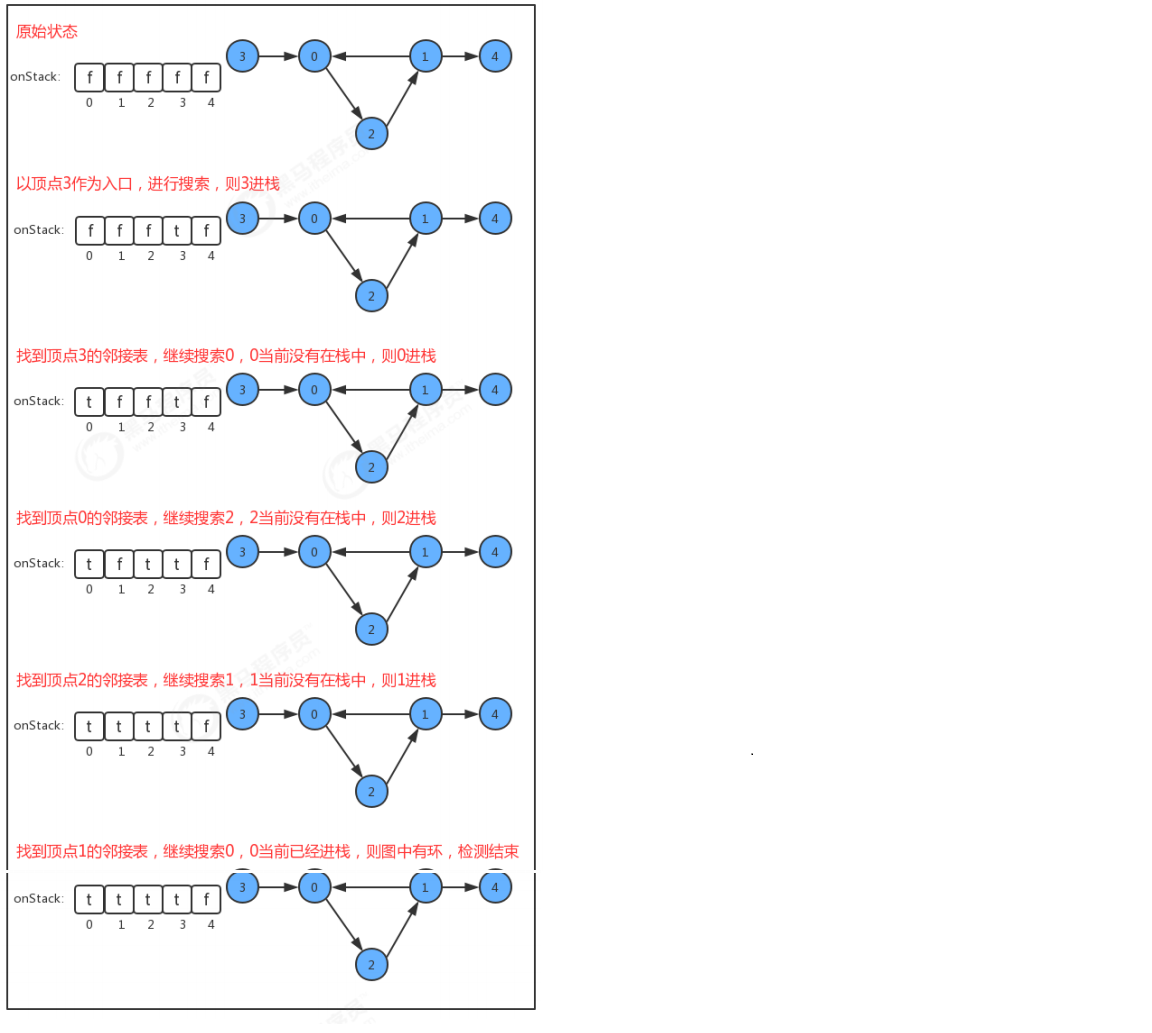 原始状态
3 0 1 4
onStack: f f f f f
0 1 2 3 4
2
以顶点3作为入口，进行搜索，则3进栈
3 0 1 4
onStack: f f f t f
0 1 2 3 4
2
找到顶点3的邻接表，继续搜索0，0当前没有在栈中，则0进栈
3 0 1 4
onStack: t f f t f
0 1 2 3 4
2
找到顶点0的邻接表，继续搜索2，2当前没有在栈中，则2进栈
3 0 1 4
onStack: t f t t f
0 1 2 3 4
2
找到顶点2的邻接表，继续搜索1，1当前没有在栈中，则1进栈
3 0 1 4
onStack: t t t t f
0 1 2 3 4
2
找到顶点1的邻接表，继续搜索0，0当前已经进栈，则图中有环，检测结束
3 0 1 4
onStack: t t t t f
0 1 2 3 4
2